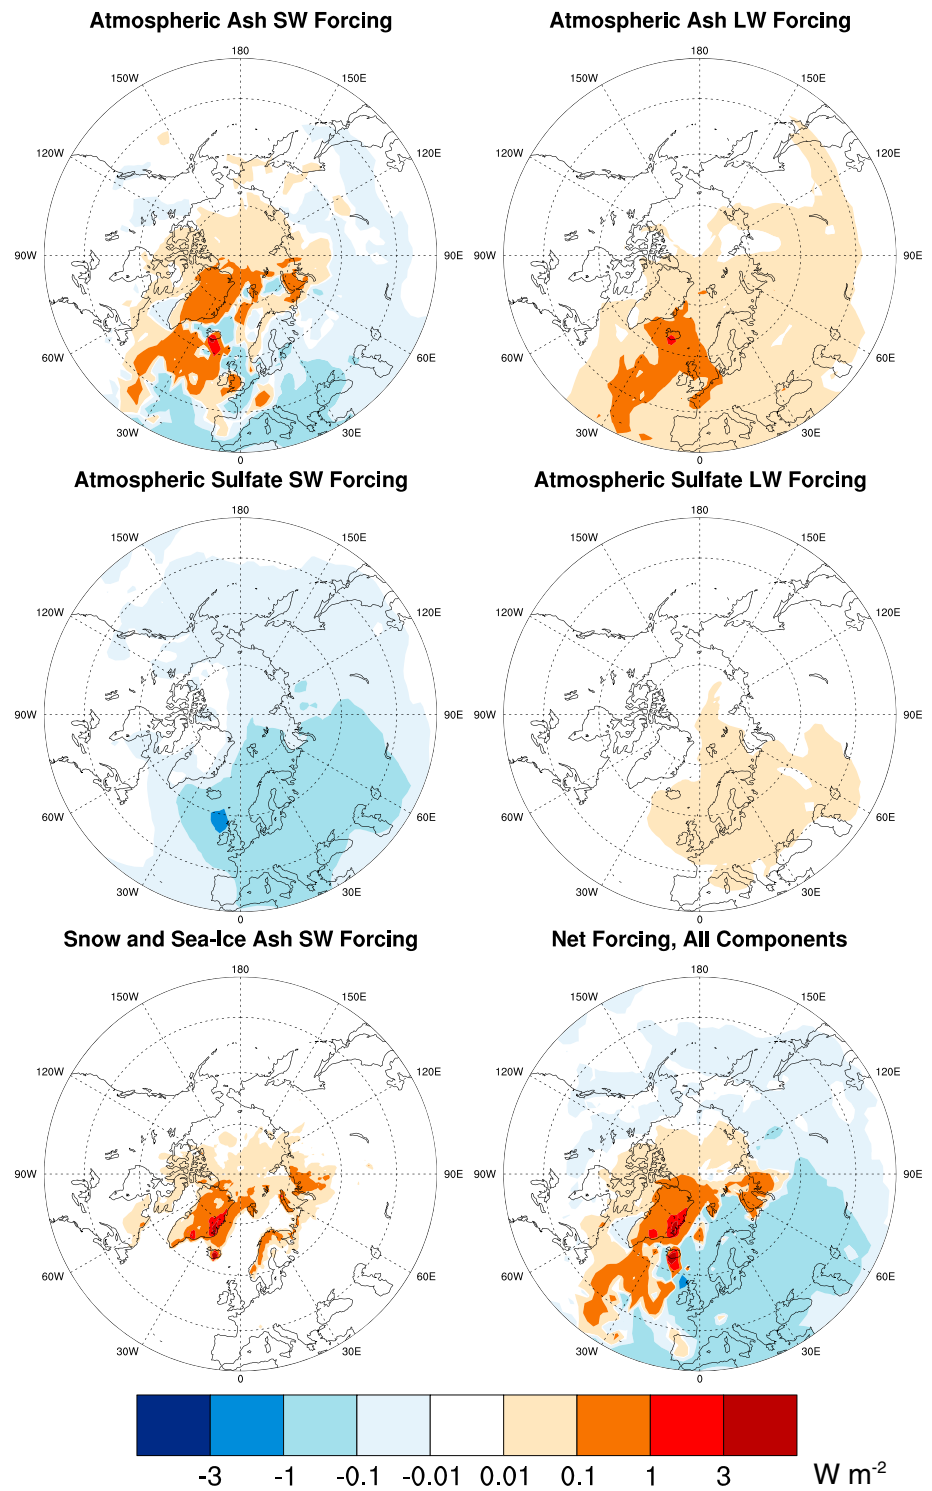 Atmospheric Ash SW Forcing
180
150W 150E
120W 120E
90W 90E
60W 60E
30W 30E
0
Atmospheric Ash LW Forcing
180
150W 150E
120W 120E
90W 90E
60W 60E
30W 30E
0
Atmospheric Sulfate SW Forcing
180
150W 150E
120W 120E
90W 90E
60W 60E
30W 30E
0
Atmospheric Sulfate LW Forcing
180
150W 150E
120W 120E
90W 90E
60W 60E
30W 30E
0
Snow and Sea-Ice Ash SW Forcing
180
150W 150E
120W 120E
90W 90E
60W 60E
30W 30E
0
Net Forcing, All Components
180
150W 150E
120W 120E
90W 90E
60W 60E
30W 30E
0
-3 -1 -0.1 -0.01 0.01 0.1 1 3 W m⁻²